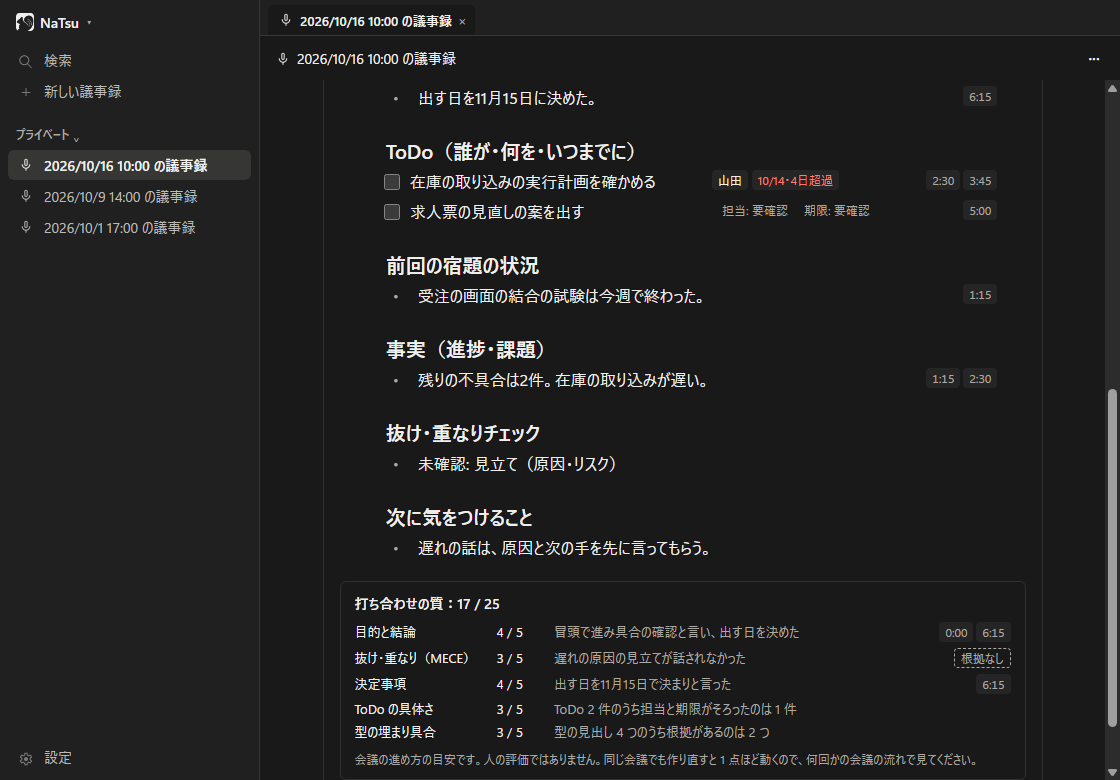 NaTsu
検索
新しい議事録
プライベート
2026/10/16 10:00 の議事録
2026/10/9 14:00 の議事録
2026/10/1 17:00 の議事録
設定
2026/10/16 10:00 の議事録 ×
2026/10/16 10:00 の議事録
• 出す日を11月15日に決めた。 6:15
ToDo（誰が・何を・いつまでに）
在庫の取り込みの実行計画を確かめる 山田 10/14・4日超過 2:30 3:45
求人票の見直しの案を出す 担当: 要確認 期限: 要確認 5:00
前回の宿題の状況
• 受注の画面の結合の試験は今週で終わった。 1:15
事実（進捗・課題）
• 残りの不具合は2件。在庫の取り込みが遅い。 1:15 2:30
抜け・重なりチェック
• 未確認: 見立て（原因・リスク）
次に気をつけること
• 遅れの話は、原因と次の手を先に言ってもらう。
打ち合わせの質：17 / 25
目的と結論 4 / 5 冒頭で進み具合の確認と言い、出す日を決めた 0:00 6:15
抜け・重なり（MECE） 3 / 5 遅れの原因の見立てが話されなかった 根拠なし
決定事項 4 / 5 出す日を11月15日で決まりと言った 6:15
ToDo の具体さ 3 / 5 ToDo 2 件のうち担当と期限がそろったのは 1 件
型の埋まり具合 3 / 5 型の見出し 4 つのうち根拠があるのは 2 つ
会議の進め方の目安です。人の評価ではありません。同じ会議でも作り直すと 1 点ほど動くので、何回かの会議の流れで見てください。